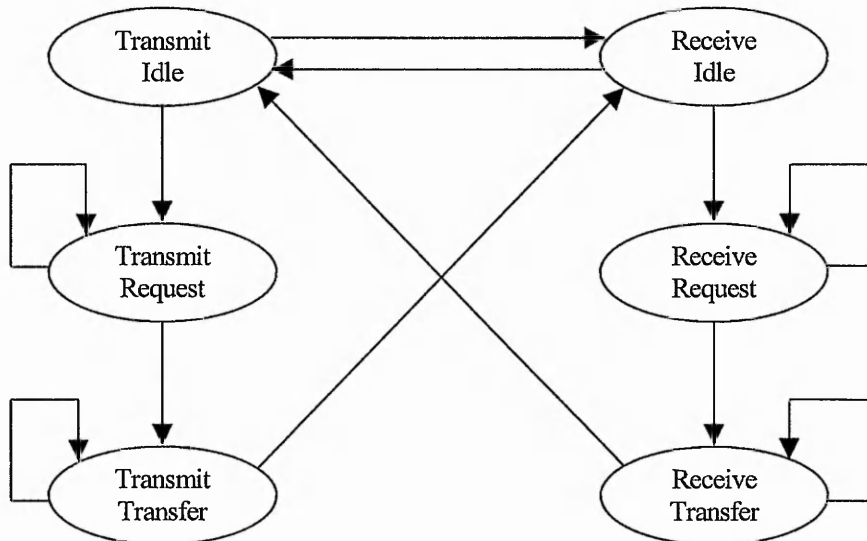 Transmit
Idle
Receive
Idle
Transmit
Request
Receive
Request
Transmit
Transfer
Receive
Transfer